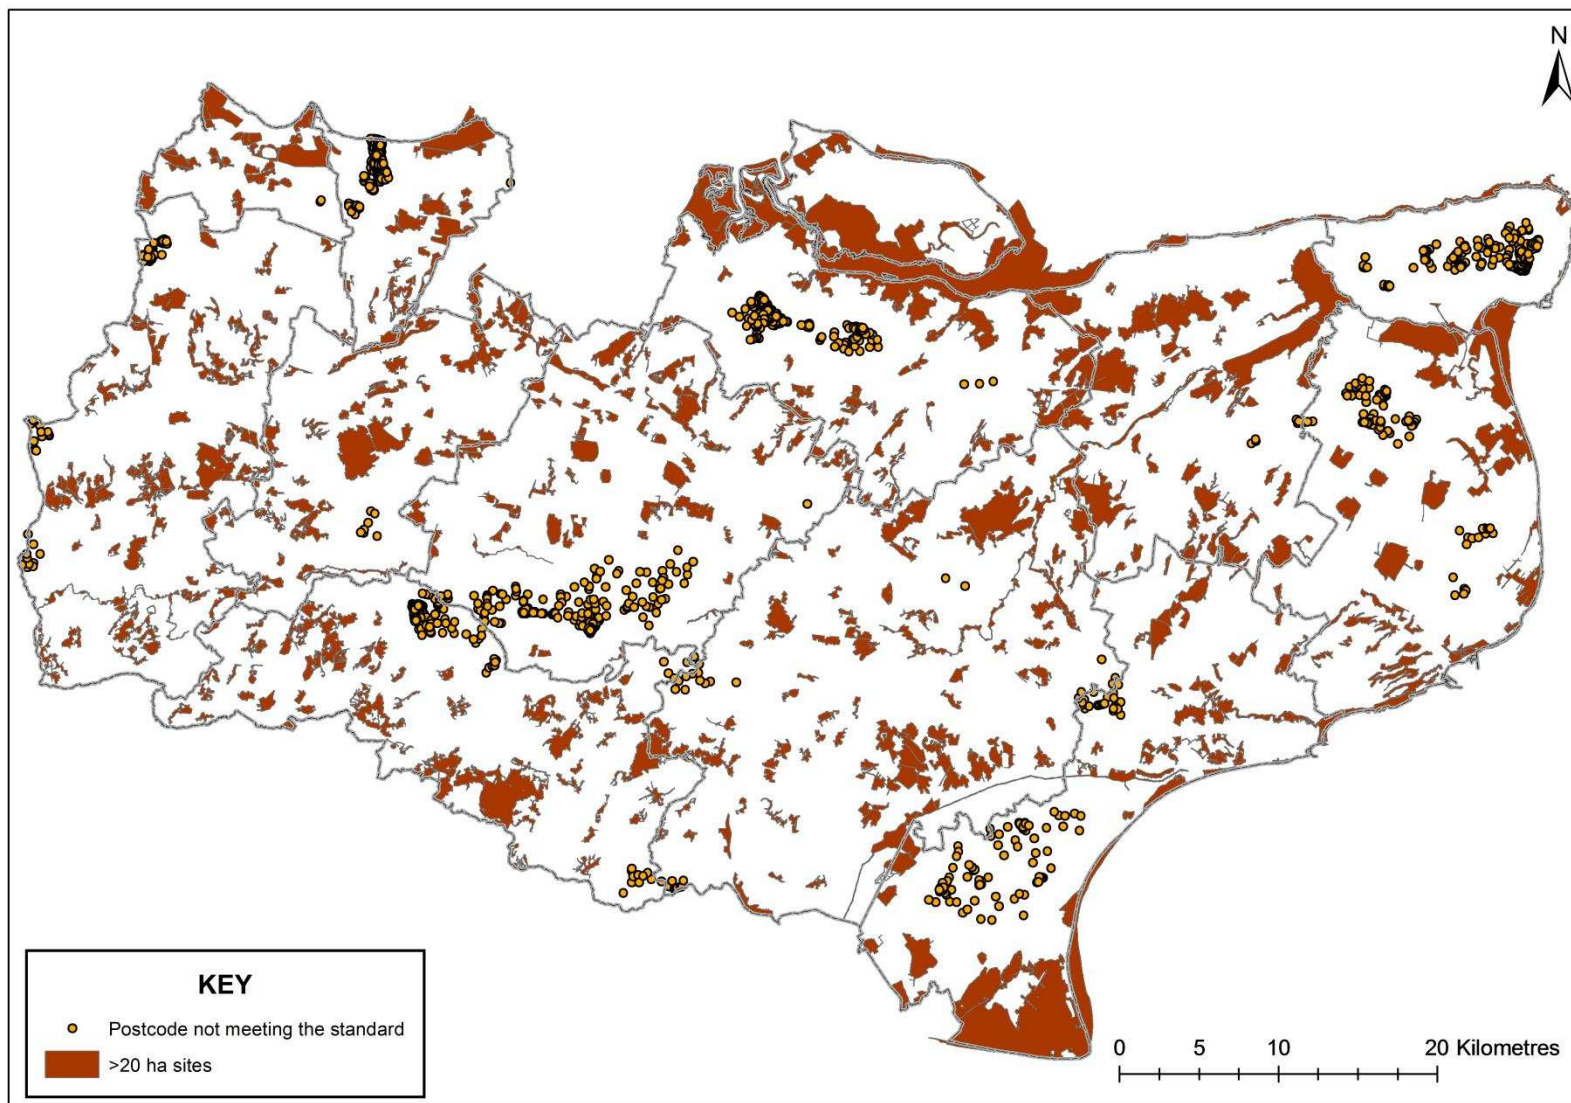 N
KEY
Postcode not meeting the standard
>20 ha sites
0 5 10 20 Kilometres